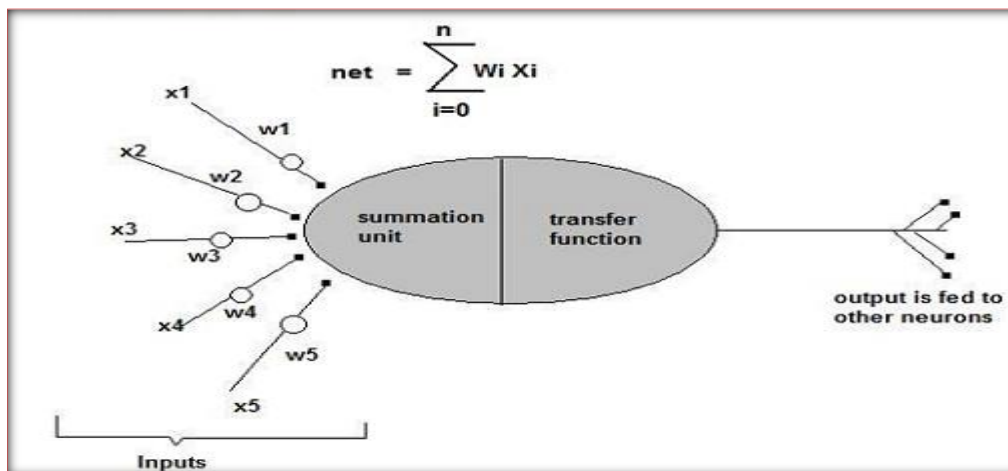 n
net = ∑ Wi Xi
i=0
x1
w1
x2
w2
x3
w3
x4
w4
x5
w5
summation
unit
transfer
function
output is fed to
other neurons
Inputs